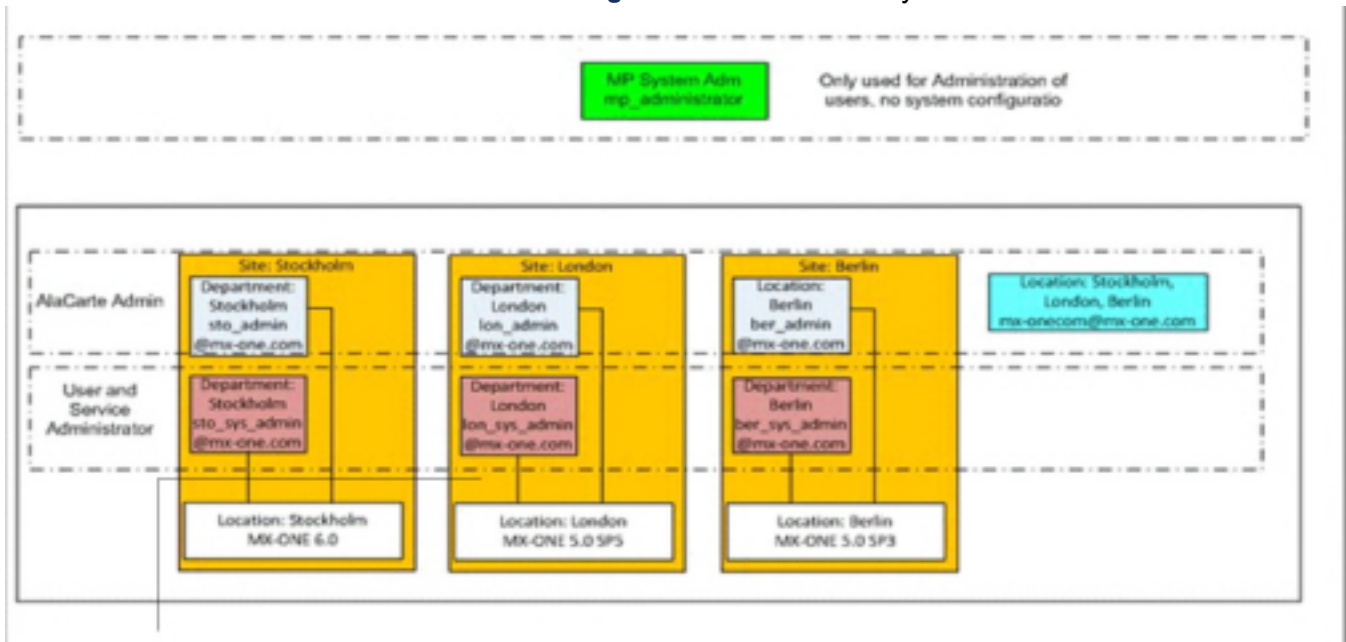 MP System Adm
mp_administrator
Only used for Administration of
users, no system configuratio
AlaCarte Admin
Site: Stockholm
Department:
Stockholm
sto_admin
@mx-one.com
Site: London
Department:
London
lon_admin
@mx-one.com
Site: Berlin
Location:
Berlin
ber_admin
@mx-one.com
Location: Stockholm,
London, Berlin
mx-onecom@mx-one.com
User and
Service
Administrator
Department:
Stockholm
sto_sys_admin
@mx-one.com
Department:
London
lon_sys_admin
@mx-one.com
Department:
Berlin
ber_sys_admin
@mx-one.com
Location: Stockholm
MX-ONE 6.0
Location: London
MX-ONE 5.0 SP5
Location: Berlin
MX-ONE 5.0 SP3